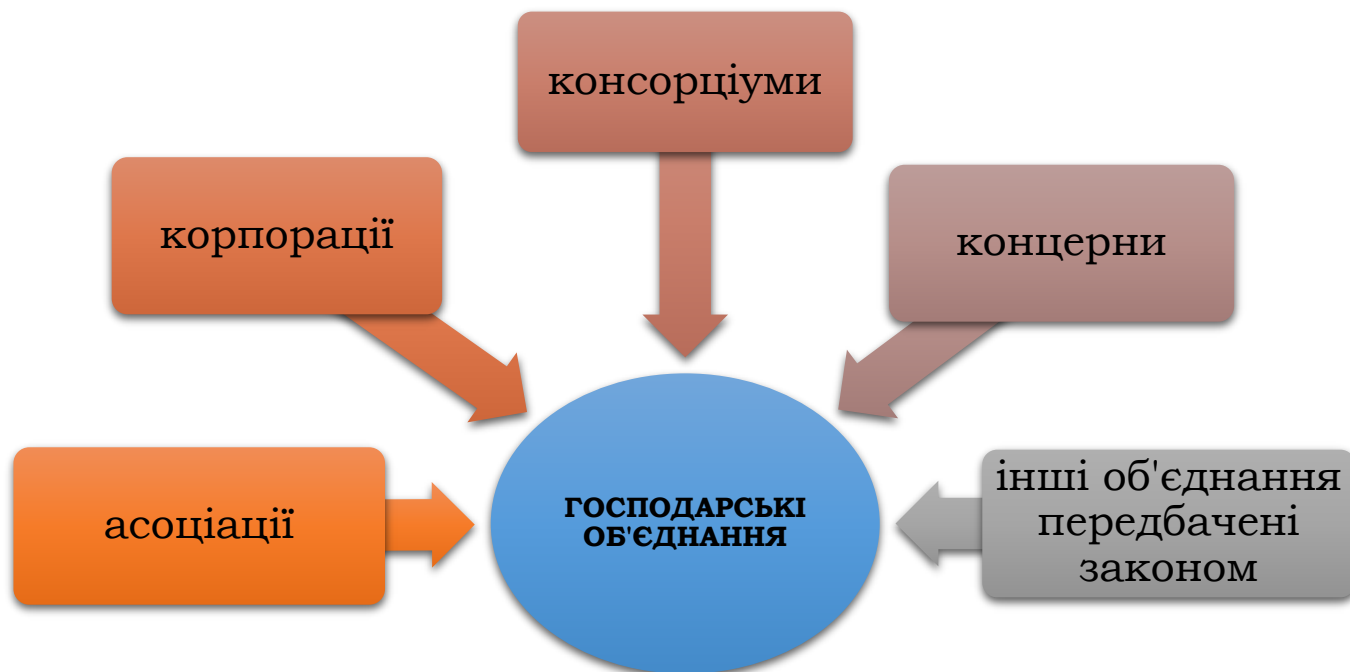 консорціуми
корпорації
концерни
асоціації
ГОСПОДАРСЬКІ
ОБ'ЄДНАННЯ
інші об'єднання
передбачені
законом